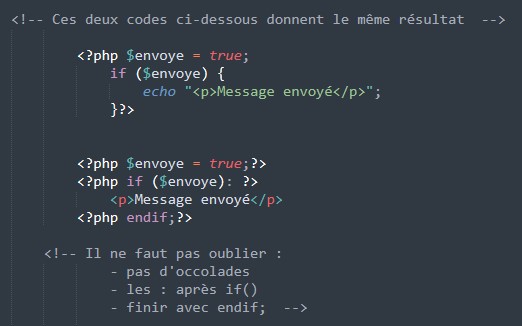 <!-- Ces deux codes ci-dessous donnent le même résultat -->
<?php $envoye = true;
if ($envoye) {
echo "<p>Message envoyé</p>";
}?>
<?php $envoye = true;?>
<?php if ($envoye): ?>
<p>Message envoyé</p>
<?php endif;?>
<!-- Il ne faut pas oublier :
- pas d'occolades
- les : après if()
- finir avec endif; -->